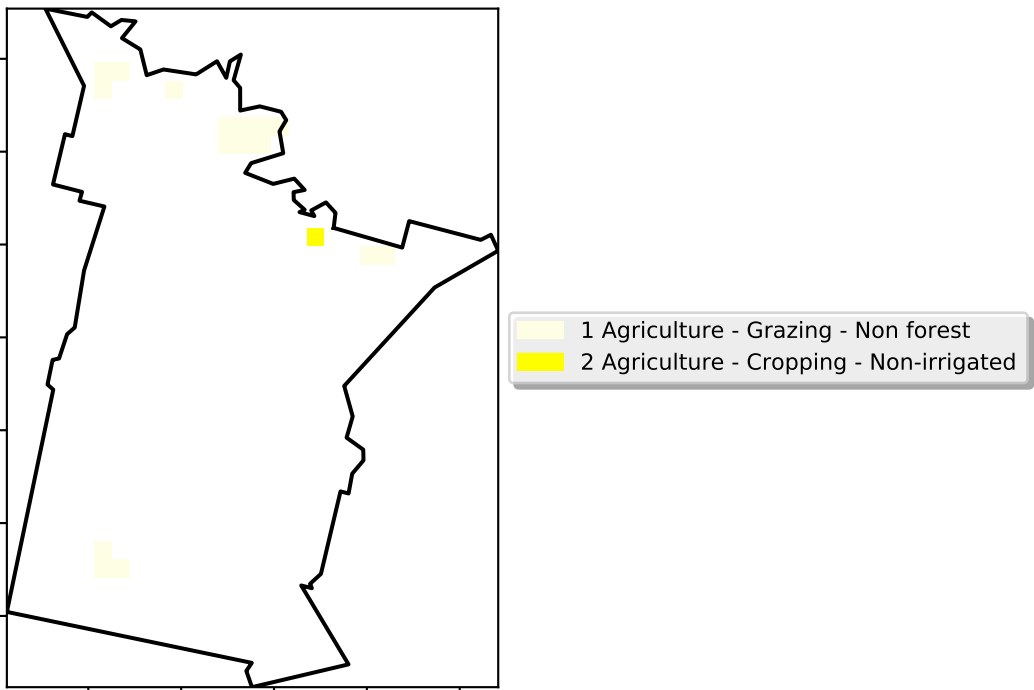 1 Agriculture - Grazing - Non forest
2 Agriculture - Cropping - Non-irrigated